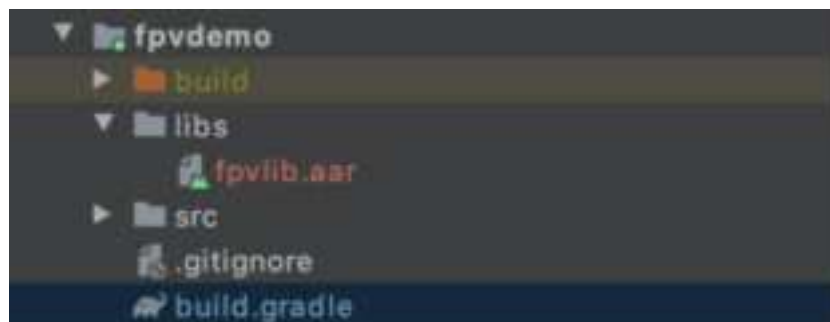 fpvdemo
build
libs
fpvlib.aar
src
.gitignore
build.gradle